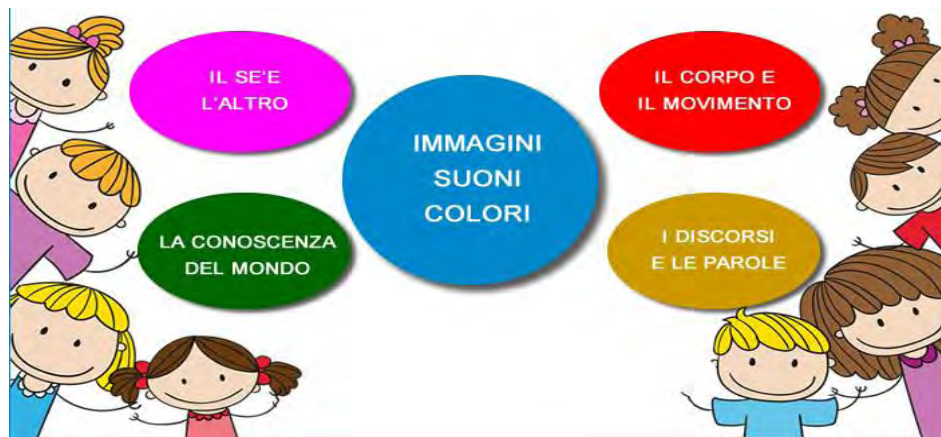 IL SE'E
L'ALTRO
IL CORPO E
IL MOVIMENTO
IMMAGINI
SUONI
COLORI
LA CONOSCENZA
DEL MONDO
I DISCORSI
E LE PAROLE